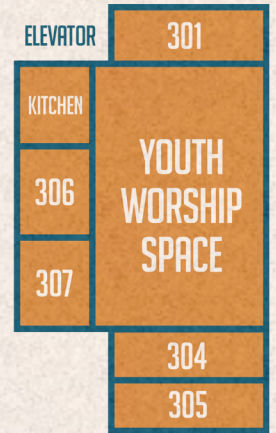 ELEVATOR
301
KITCHEN
YOUTH
WORSHIP
SPACE
306
307
304
305